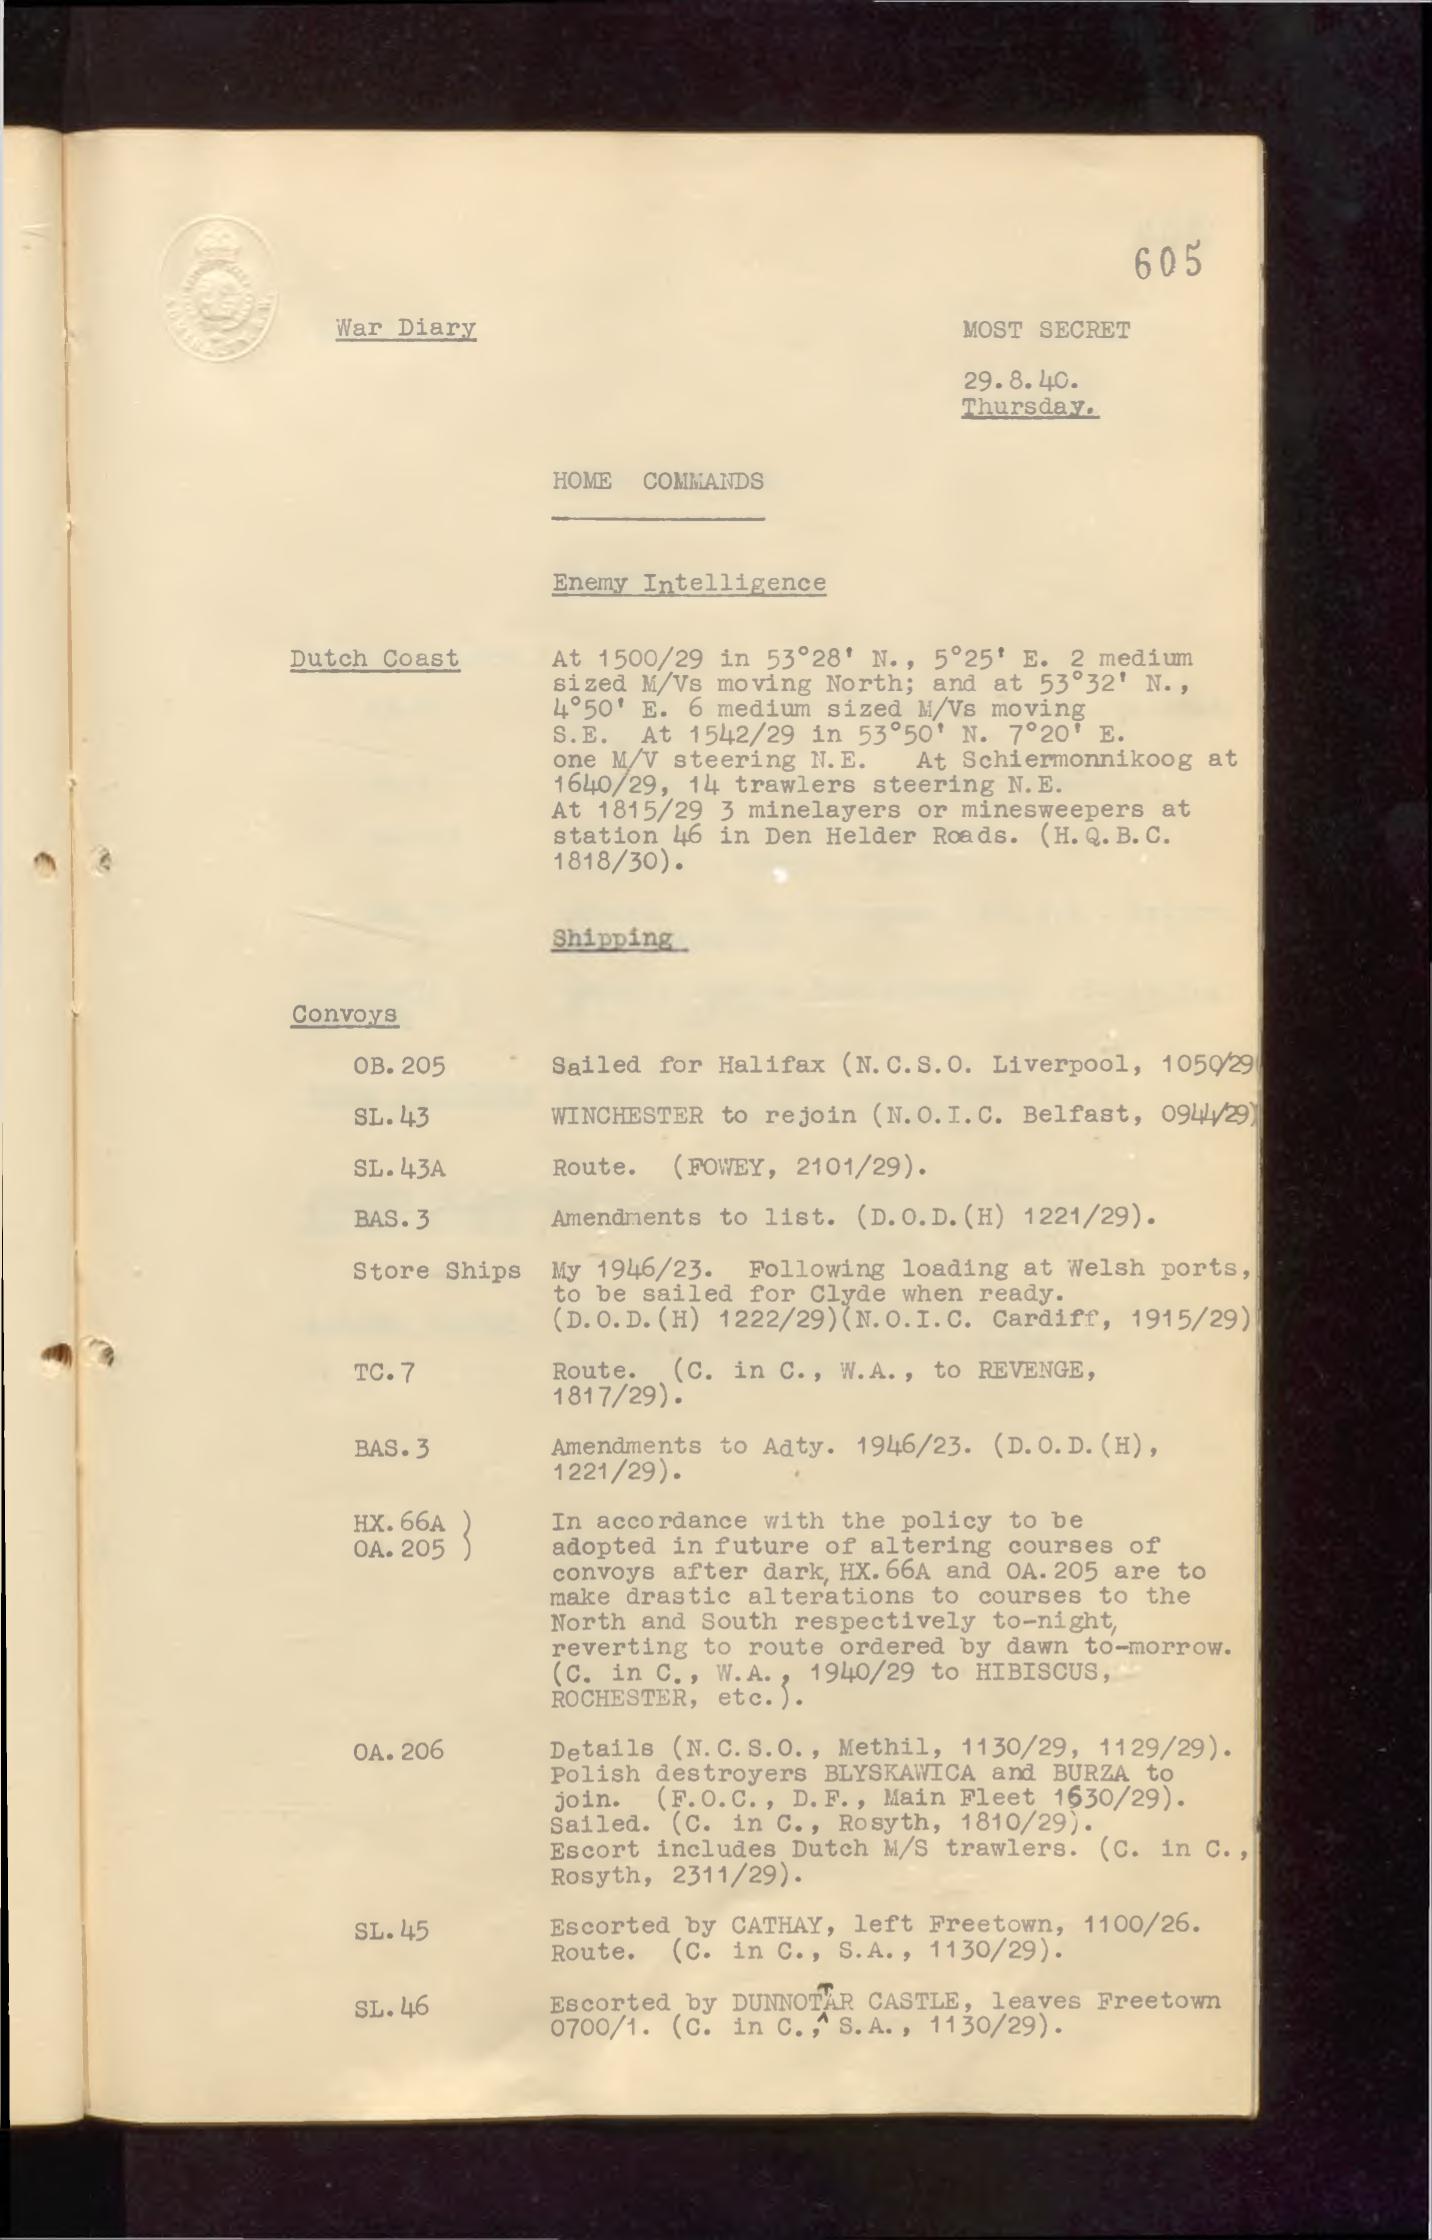 605
War Diary MOST SECRET
29.8.40.
Thursday.
HOME COMMANDS
Enemy Intelligence
Dutch Coast At 1500/29 in 53°28' N., 5°25' E. 2 medium
sized M/Vs moving North; and at 53°32' N.,
4°50' E. 6 medium sized M/Vs moving
S.E. At 1542/29 in 53°50' N. 7°20' E.
one M/V steering N.E. At Schiermonnikoog at
1640/29, 14 trawlers steering N.E.
At 1815/29 3 minelayers or minesweepers at
station 46 in Den Helder Roads. (H.Q.B.C.
1818/30).
Shipping
Convoys
OB.205 Sailed for Halifax (N.C.S.O. Liverpool, 1050/29
SL.43 WINCHESTER to rejoin (N.O.I.C. Belfast, 0944/29)
SL.43A Route. (FOWEY, 2101/29).
BAS.3 Amendments to list. (D.O.D.(H) 1221/29).
Store Ships My 1946/23. Following loading at Welsh ports,
to be sailed for Clyde when ready.
(D.O.D.(H) 1222/29)(N.O.I.C. Cardiff, 1915/29)
TC.7 Route. (C. in C., W.A., to REVENGE,
1817/29).
BAS.3 Amendments to Adty. 1946/23. (D.O.D.(H),
1221/29).
HX.66A ) In accordance with the policy to be
OA.205 ) adopted in future of altering courses of
convoys after dark, HX.66A and OA.205 are to
make drastic alterations to courses to the
North and South respectively to-night,
reverting to route ordered by dawn to-morrow.
(C. in C., W.A., 1940/29 to HIBISCUS,
ROCHESTER, etc.).
OA.206 Details (N.C.S.O., Methil, 1130/29, 1129/29).
Polish destroyers BLYSKAWICA and BURZA to
join. (F.O.C., D.F., Main Fleet 1630/29).
Sailed. (C. in C., Rosyth, 1810/29).
Escort includes Dutch M/S trawlers. (C. in C.,
Rosyth, 2311/29).
SL.45 Escorted by CATHAY, left Freetown, 1100/26.
Route. (C. in C., S.A., 1130/29).
SL.46 Escorted by DUNNOTTAR CASTLE, leaves Freetown
0700/1. (C. in C., S.A., 1130/29).